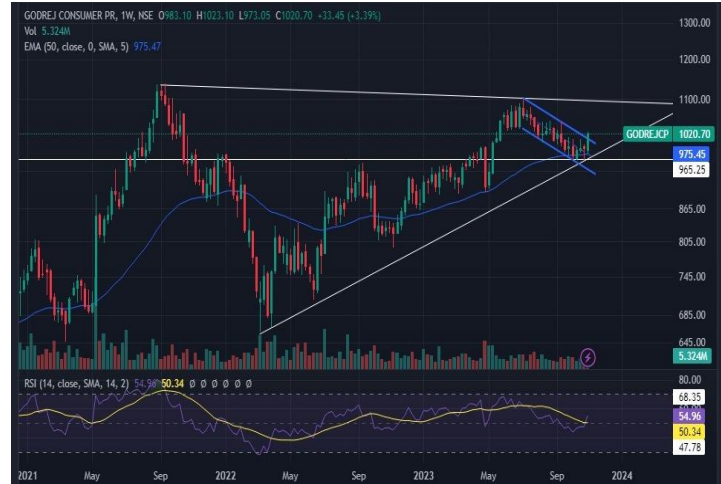 GODREJ CONSUMER PR, 1W, NSE O983.10 H1023.10 L973.05 C1020.70 +33.45 (+3.39%)
Vol 5.324M
EMA (50, close, 0, SMA, 5) 975.47
1300.00
1200.00
1100.00
GODREJCP 1020.70
975.45
965.25
865.00
805.00
745.00
685.00
645.00
5.324M
RSI (14, close, SMA, 14, 2) 54.96 50.34 Ø Ø Ø Ø Ø Ø
80.00
68.35
54.96
50.34
47.78
2021 May Sep 2022 May Sep 2023 May Sep 2024